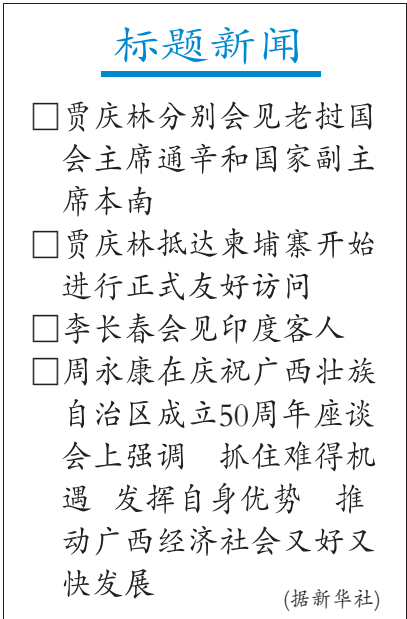 标题新闻
□贾庆林分别会见老挝国
会主席通辛和国家副主
席本南
□贾庆林抵达柬埔寨开始
进行正式友好访问
□李长春会见印度客人
□周永康在庆祝广西壮族
自治区成立50周年座谈
会上强调 抓住难得机
遇 发挥自身优势 推
动广西经济社会又好又
快发展
(据新华社)